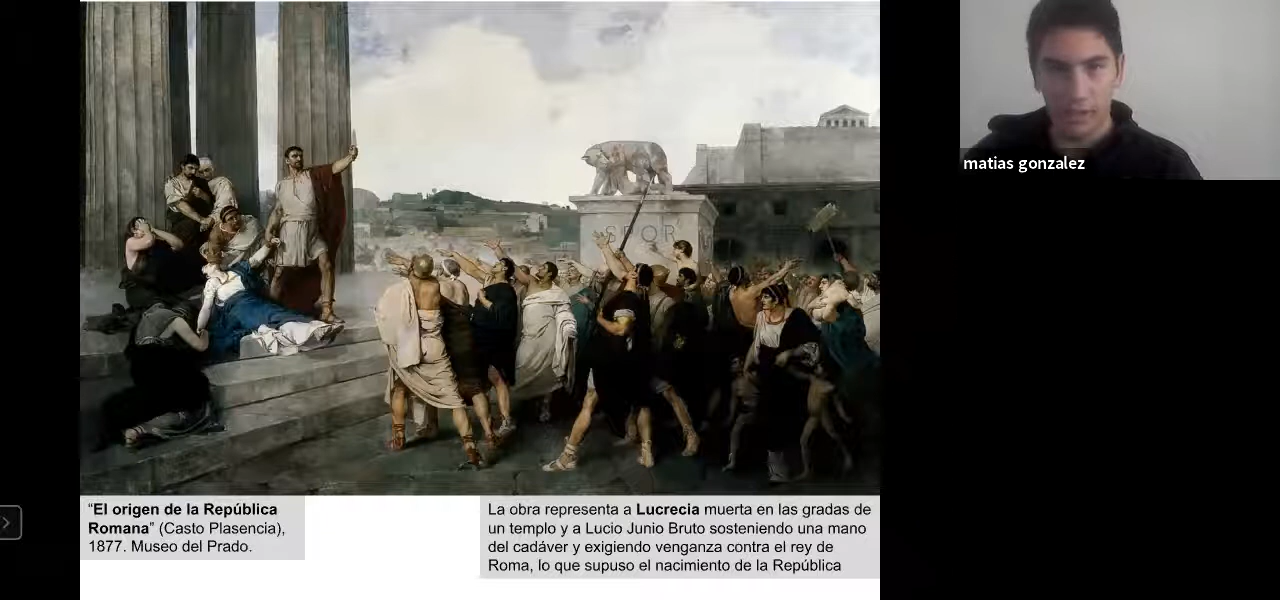 matias gonzalez
SPQR
“El origen de la República
Romana” (Casto Plasencia),
1877. Museo del Prado.
La obra representa a Lucrecia muerta en las gradas de
un templo y a Lucio Junio Bruto sosteniendo una mano
del cadáver y exigiendo venganza contra el rey de
Roma, lo que supuso el nacimiento de la República